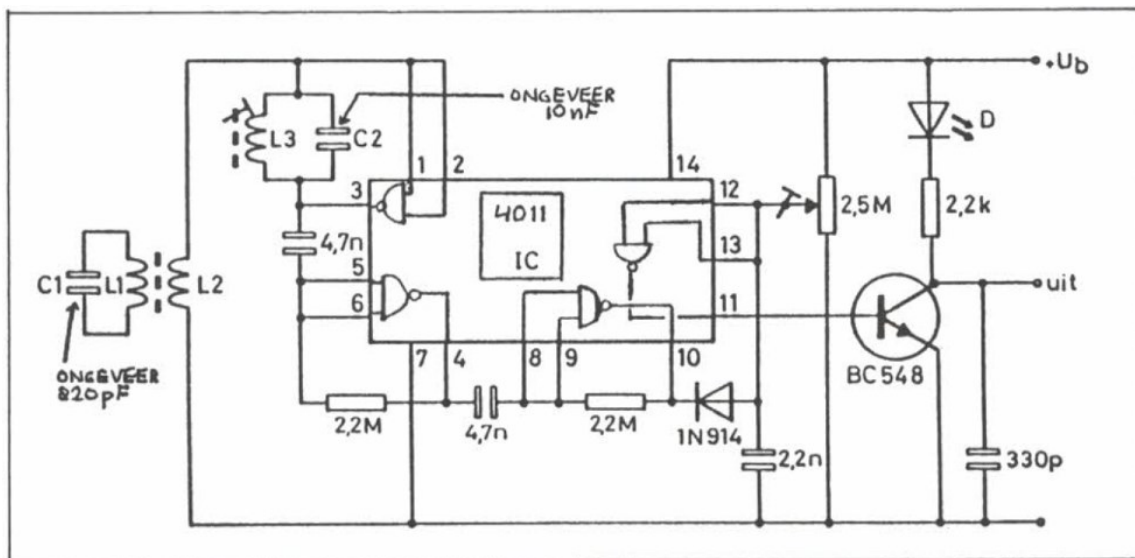 +Ub
ONGEVEER
10nF
D
L3
C2
1
2
14
3
12
4011
IC
2,5M
2,2k
4,7n
13
5
C1
L1
L2
6
11
uit
7
4
8
9
10
BC548
ONGEVEER
820pF
2,2M
4,7n
2,2M
1N914
2,2n
330p